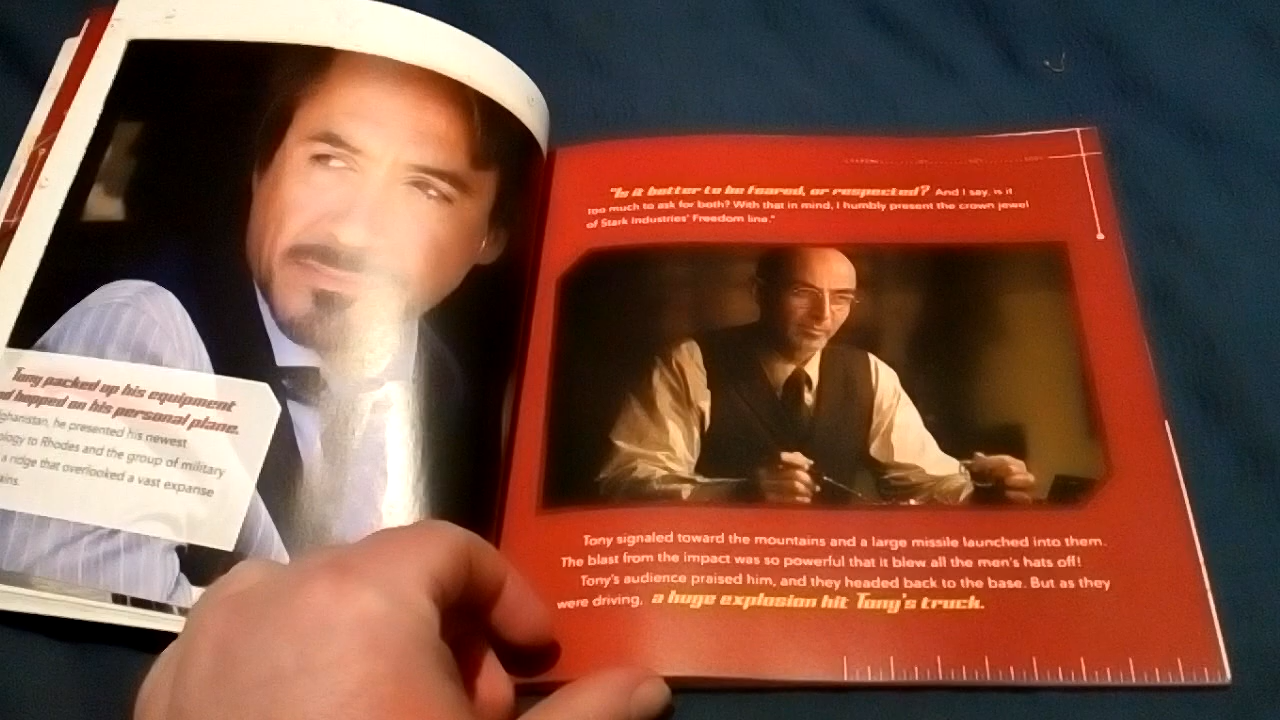 Tony packed up his equipment
hopped on his personal plane.
he presented his newest
to Rhodes and the group of military
a ridge that overlooked a vast expanse
"Is it better to be feared, or respected? And I say, is it
too much to ask for both? With that in mind, I humbly present the crown jewel
of Stark Industries' Freedom line."
Tony signaled toward the mountains and a large missile launched into them.
The blast from the impact was so powerful that it blew all the men's hats off!
Tony's audience praised him, and they headed back to the base. But as they
were driving, a huge explosion hit Tony's truck.